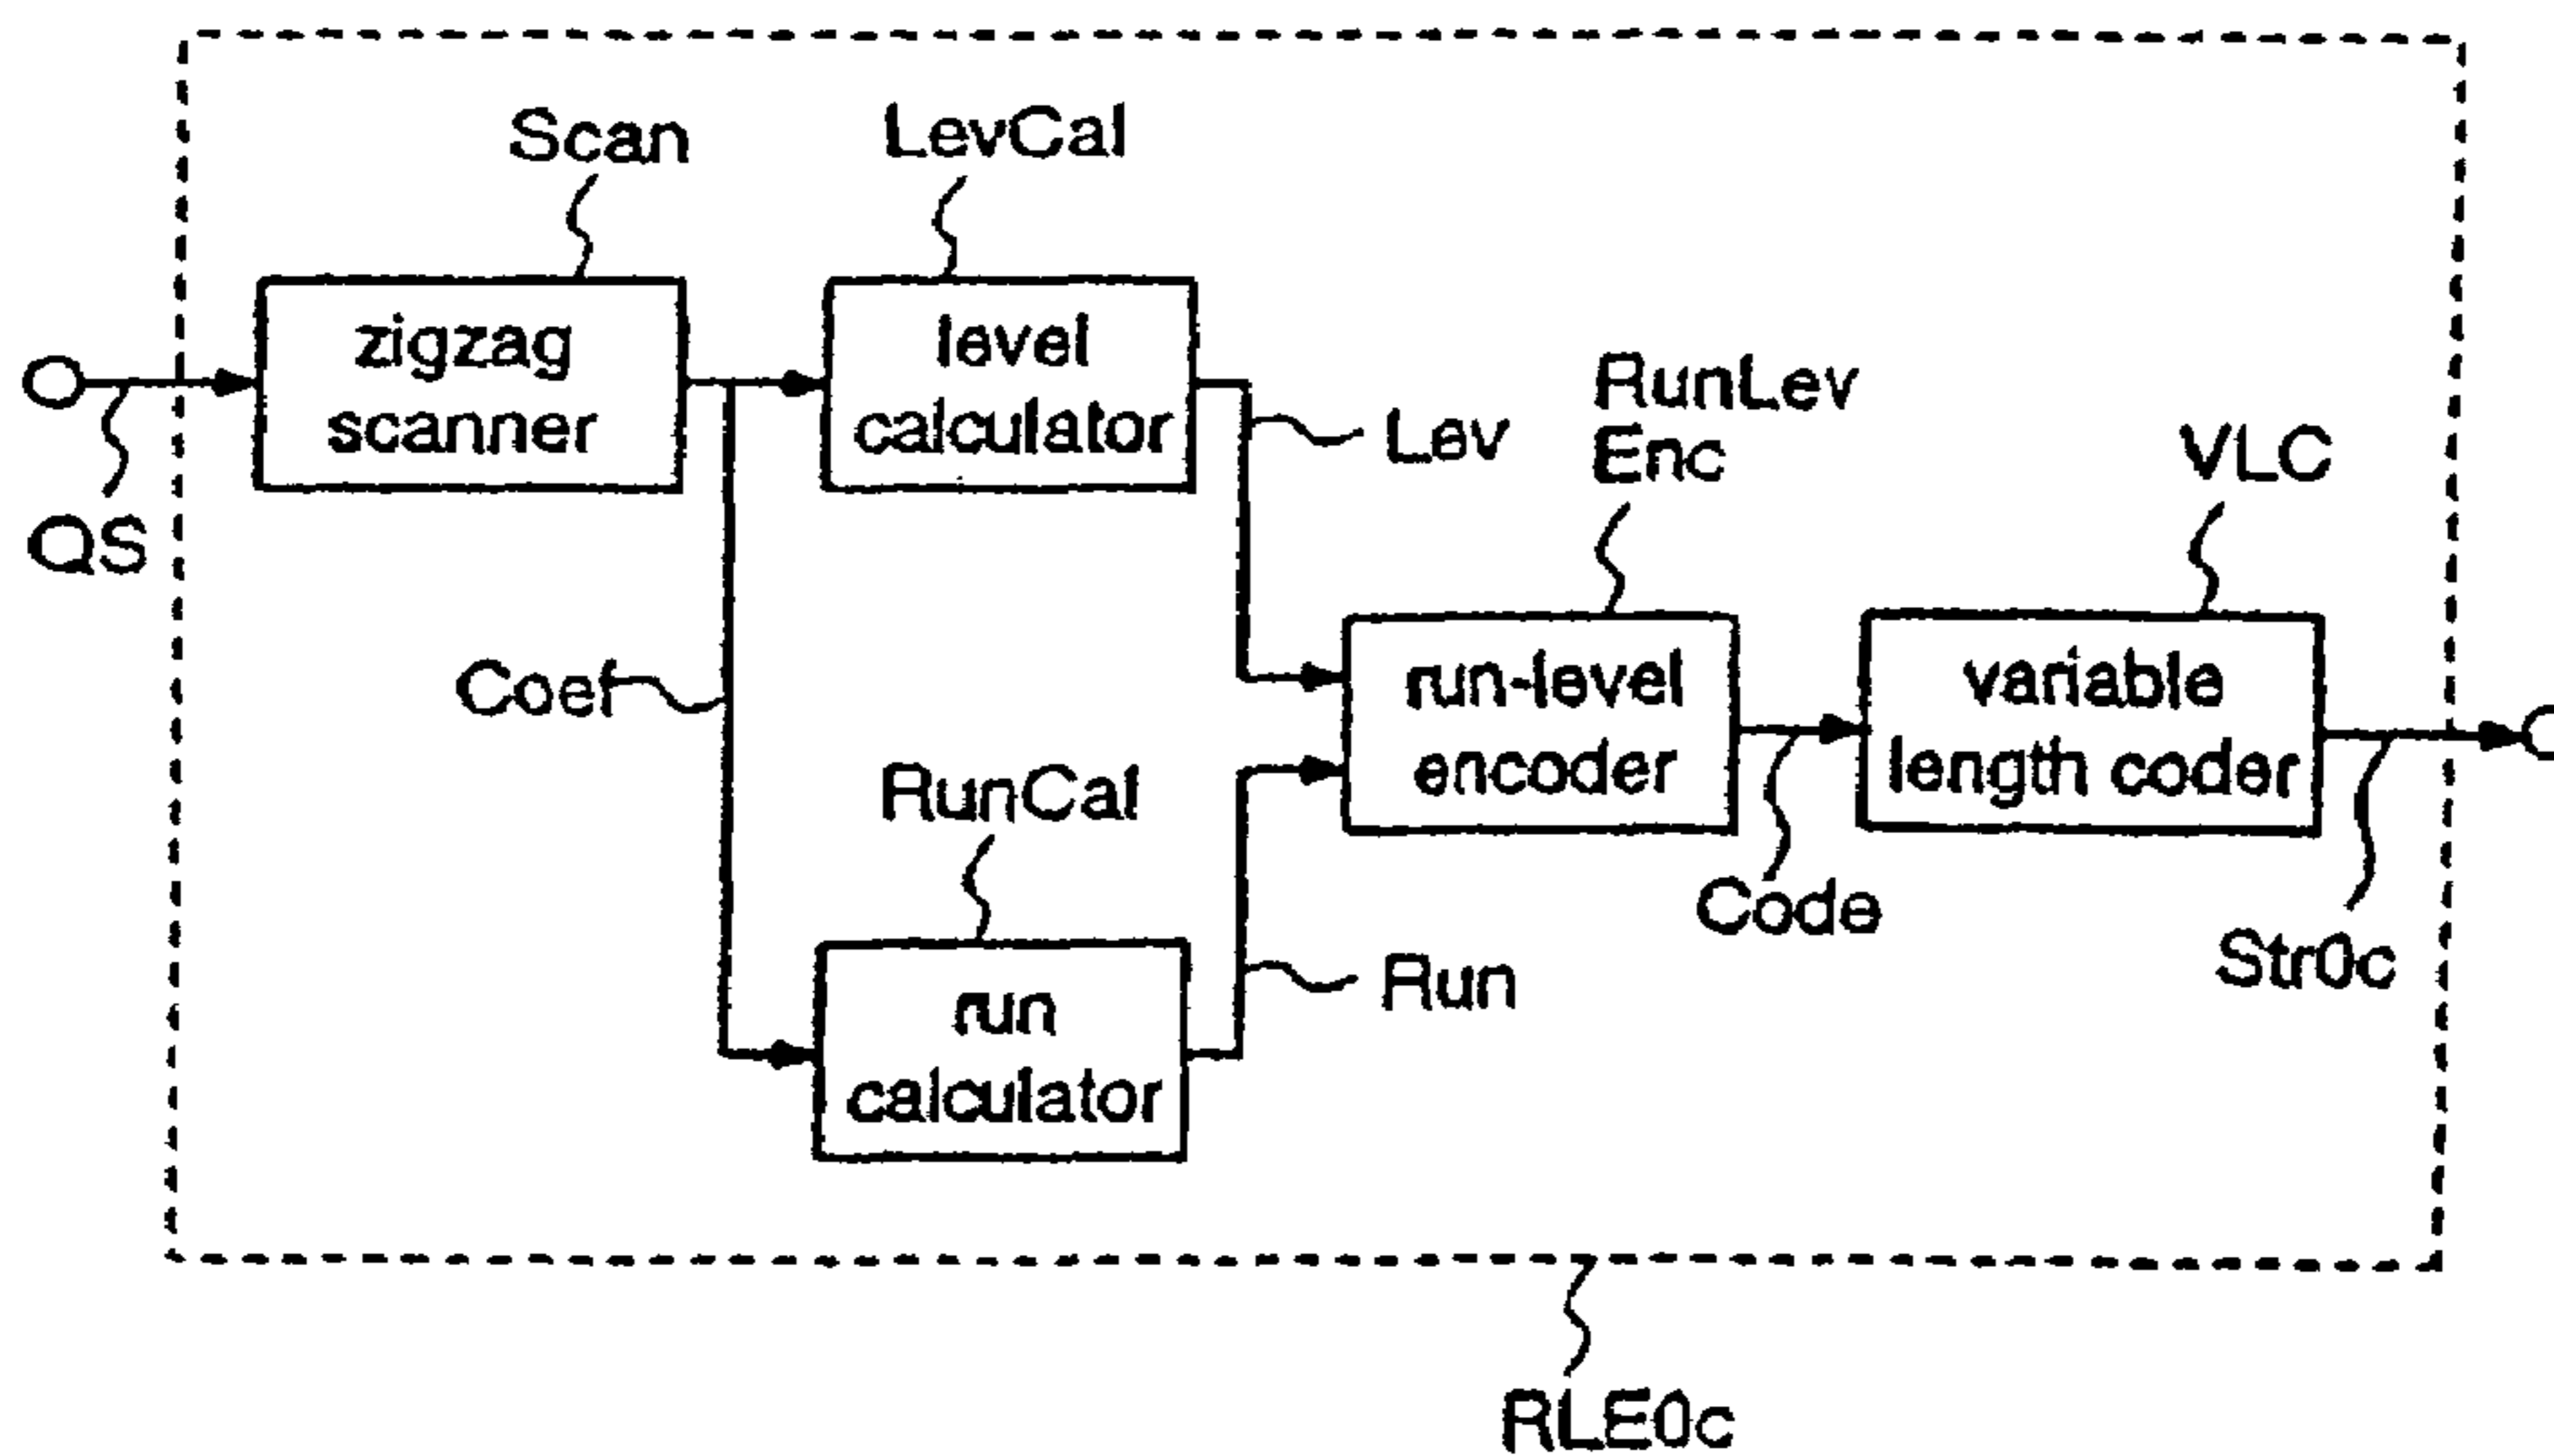 Scan
LevCal
zigzag
scanner
level
calculator
QS
Lev
RunLev
Enc
VLC
Coef
run-level
encoder
variable
length coder
RunCal
run
calculator
Run
Code
Str0c
RLE0c